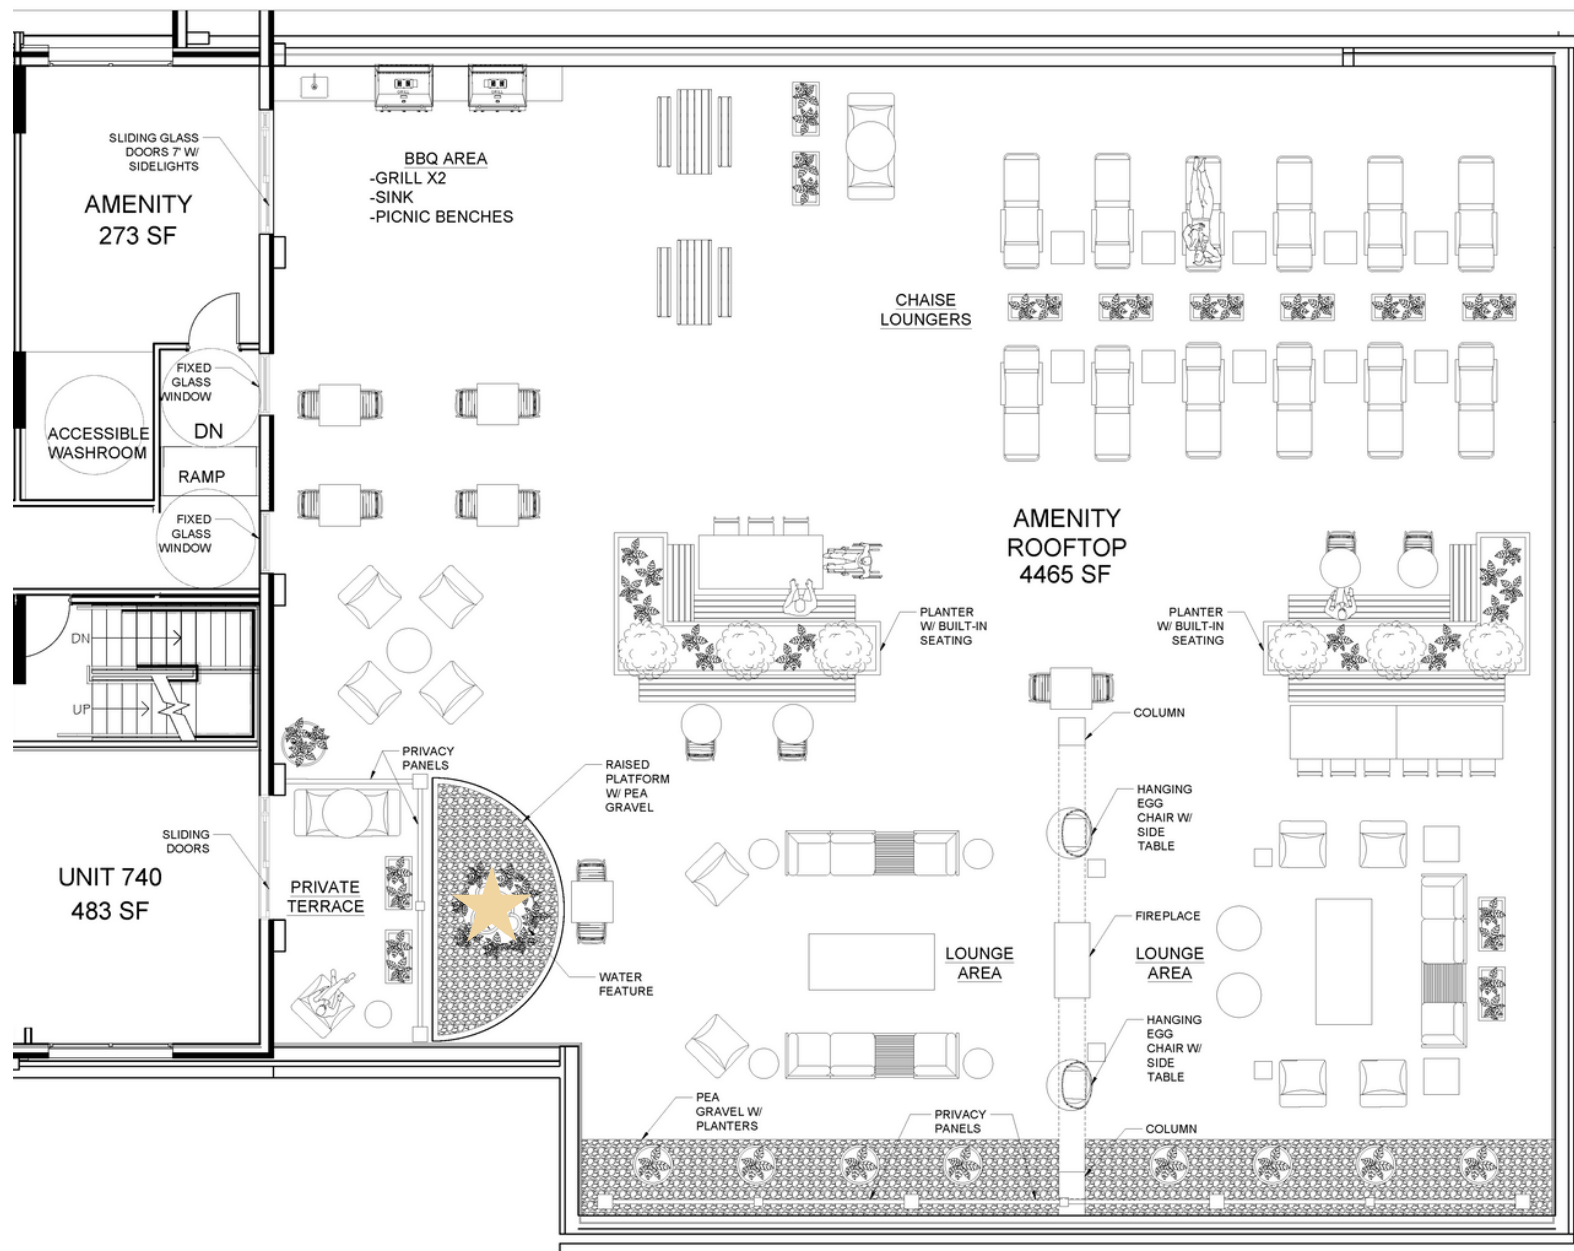 SLIDING GLASS
DOORS 7' W/
SIDELIGHTS
AMENITY
273 SF
BBQ AREA
-GRILL X2
-SINK
-PICNIC BENCHES
CHAISE
LOUNGERS
FIXED
GLASS
WINDOW
DN
ACCESSIBLE
WASHROOM
RAMP
FIXED
GLASS
WINDOW
AMENITY
ROOFTOP
4465 SF
DN
UP
PLANTER
W/ BUILT-IN
SEATING
PLANTER
W/ BUILT-IN
SEATING
COLUMN
PRIVACY
PANELS
RAISED
PLATFORM
W/ PEA
GRAVEL
HANGING
EGG
CHAIR W/
SIDE
TABLE
SLIDING
DOORS
UNIT 740
483 SF
PRIVATE
TERRACE
FIREPLACE
LOUNGE
AREA
LOUNGE
AREA
WATER
FEATURE
HANGING
EGG
CHAIR W/
SIDE
TABLE
PEA
GRAVEL W/
PLANTERS
PRIVACY
PANELS
COLUMN